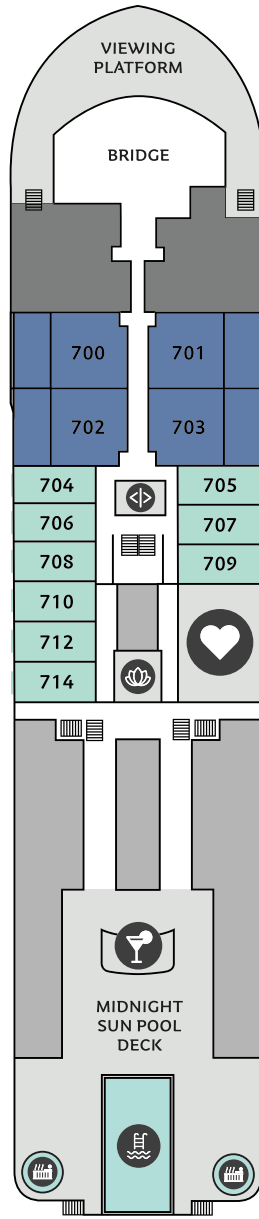 VIEWING
PLATFORM
BRIDGE
700 701
702 703
704 705
706 707
708 709
710
712
714
MIDNIGHT
SUN POOL
DECK